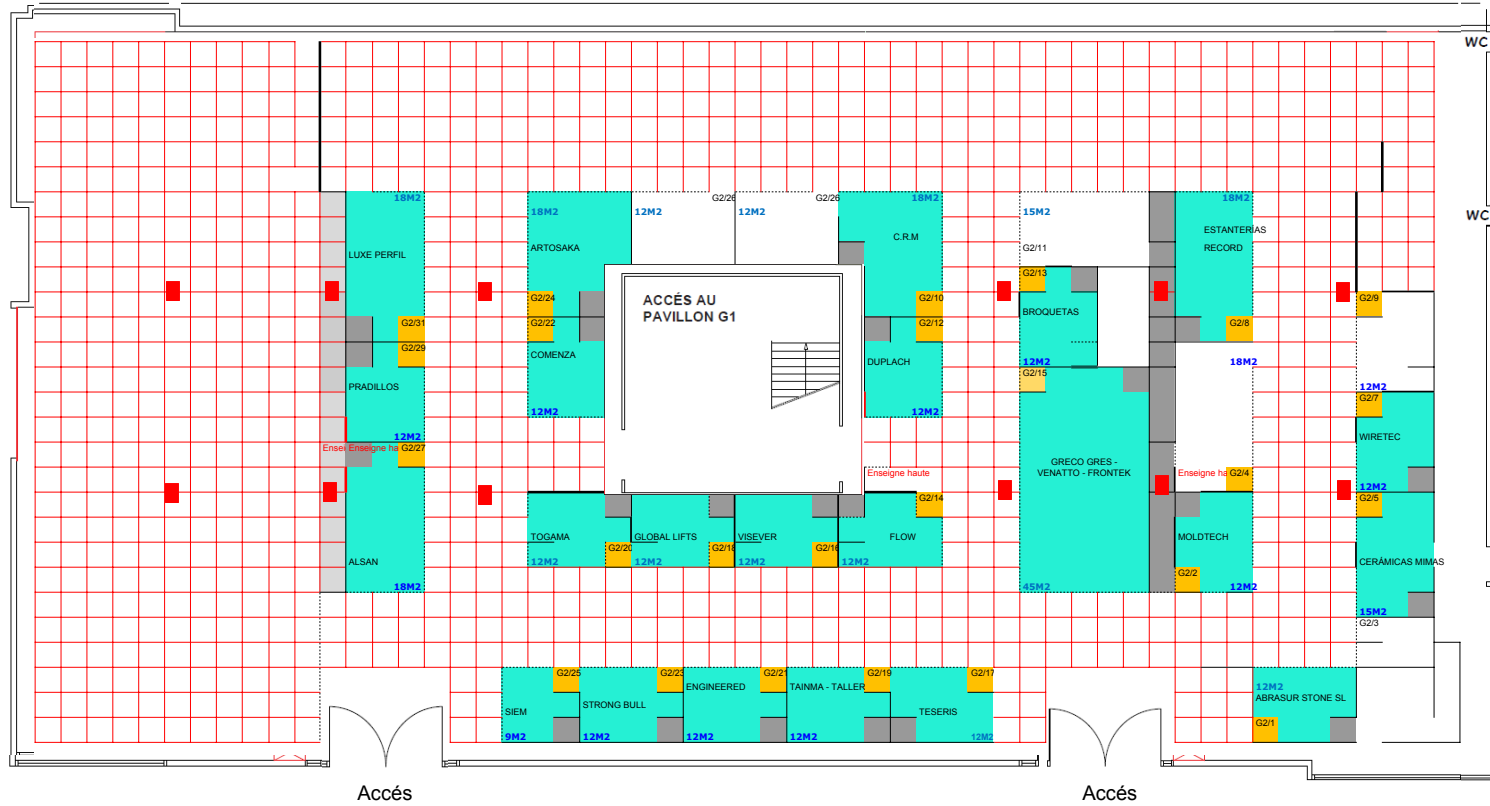 WC
18M2
G2/26
G2/26
18M2
18M2
18M2
12M2
12M2
15M2
WC
ESTANTERÍAS
C.R.M
ARTOSAKA
G2/11
RECORD
LUXE PERFIL
G2/13
G2/24
ACCÉS AU
PAVILLON G1
G2/10
BROQUETAS
G2/9
G2/31
G2/22
G2/12
G2/8
G2/29
COMENZA
DUPLACH
12M2
18M2
G2/15
PRADILLOS
12M2
G2/7
12M2
12M2
12M2
WIRETEC
Ensei
Enseigne ha
G2/27
GRECO GRES -
VENATTO - FRONTEK
Enseigne haute
Enseigne ha
G2/4
12M2
G2/14
G2/5
TOGAMA
GLOBAL LIFTS
VISEVER
FLOW
MOLDTECH
G2/20
G2/18
G2/16
ALSAN
12M2
12M2
12M2
12M2
CERÁMICAS MIMAS
G2/2
18M2
45M2
12M2
15M2
G2/3
G2/25
G2/23
G2/21
G2/19
G2/17
ENGINEERED
TAINMA - TALLER
12M2
ABRASUR STONE SL
STRONG BULL
SIEM
TESERIS
G2/1
9M2
12M2
12M2
12M2
12M2
Accés
Accés